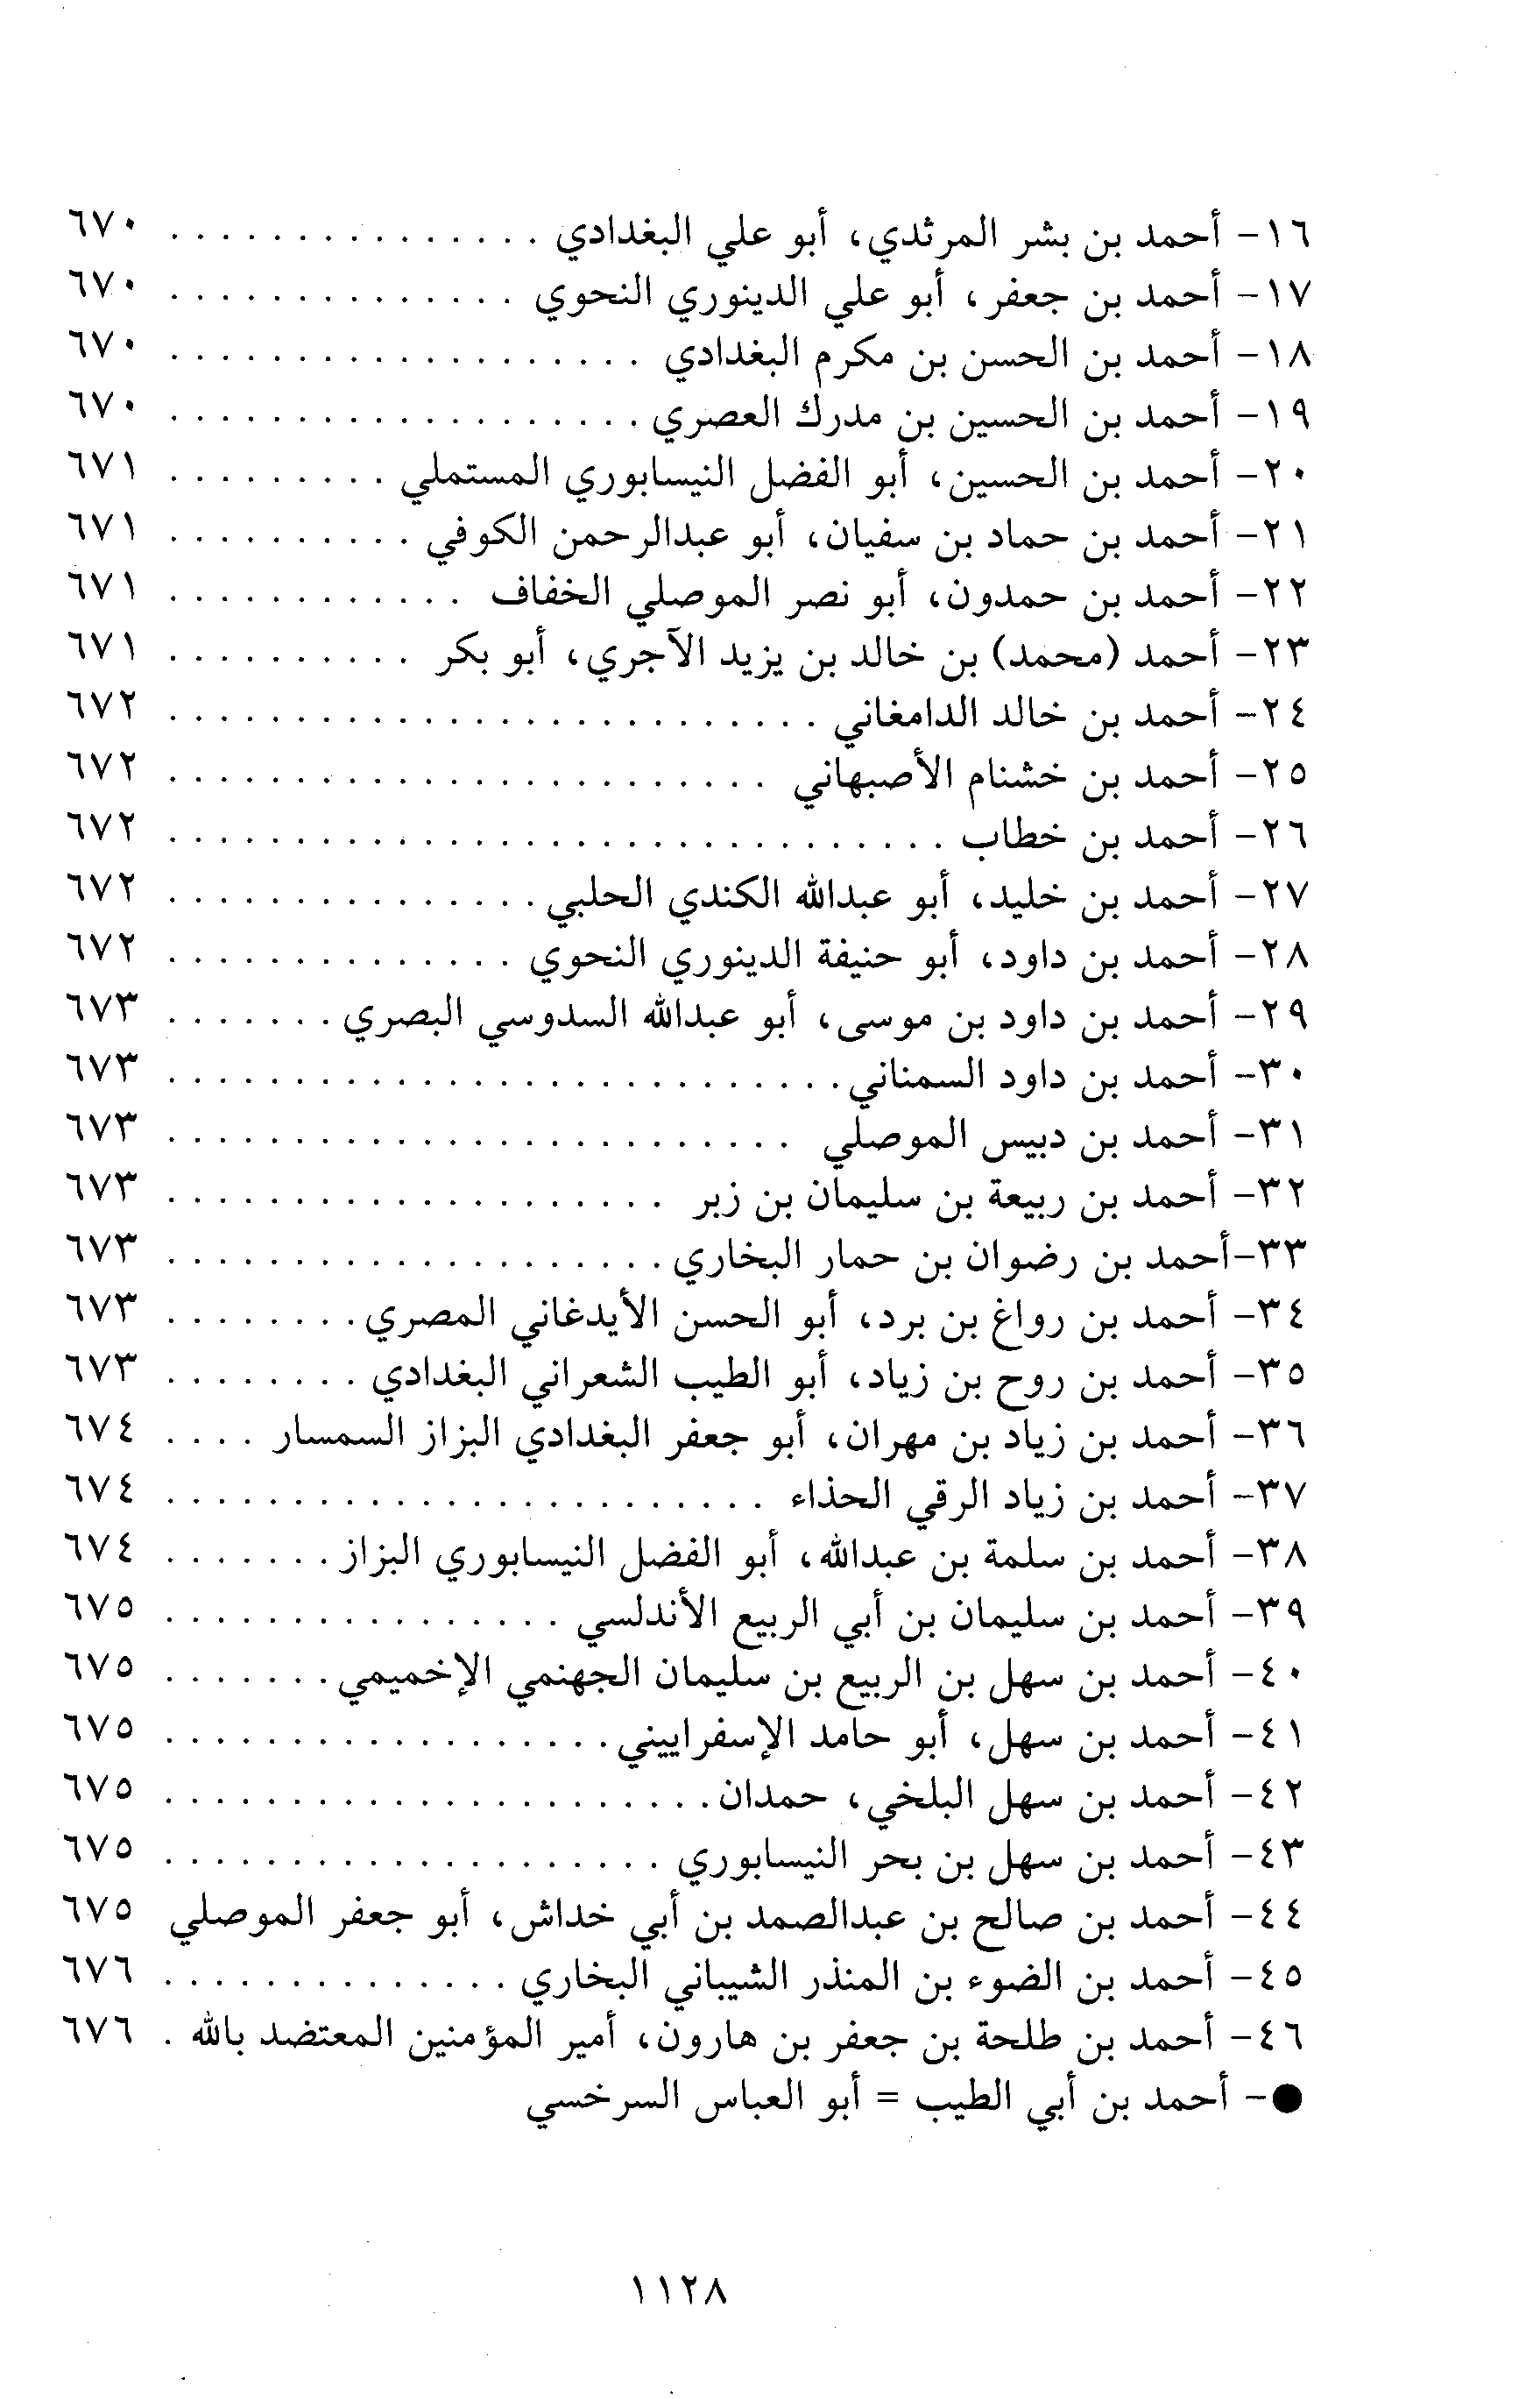 ١٦- أحمد بن بشر المرثدي، أبو علي البغدادي . . . . . . . . . . . . . . . ٦٧٠
١٧- أحمد بن جعفر، أبو علي الدينوري النحوي . . . . . . . . . . . . . . ٦٧٠
١٨- أحمد بن الحسن بن مكرم البغدادي . . . . . . . . . . . . . . . . . . . ٦٧٠
١٩- أحمد بن الحسين بن مدرك العصري . . . . . . . . . . . . . . . . . . . ٦٧٠
٢٠- أحمد بن الحسين، أبو الفضل النيسابوري المستملي . . . . . . . . . ٦٧١
٢١- أحمد بن حماد بن سفيان، أبو عبدالرحمن الكوفي . . . . . . . . . . ٦٧١
٢٢- أحمد بن حمدون، أبو نصر الموصلي الخفاف . . . . . . . . . . . . ٦٧١
٢٣- أحمد (محمد) بن خالد بن يزيد الآجري، أبو بكر . . . . . . . . . . ٦٧١
٢٤- أحمد بن خالد الدامغاني . . . . . . . . . . . . . . . . . . . . . . . . . . ٦٧٢
٢٥- أحمد بن خشنام الأصبهاني . . . . . . . . . . . . . . . . . . . . . . . . ٦٧٢
٢٦- أحمد بن خطاب . . . . . . . . . . . . . . . . . . . . . . . . . . . . . . . ٦٧٢
٢٧- أحمد بن خليد، أبو عبدالله الكندي الحلبي . . . . . . . . . . . . . . . ٦٧٢
٢٨- أحمد بن داود، أبو حنيفة الدينوري النحوي . . . . . . . . . . . . . . ٦٧٢
٢٩- أحمد بن داود بن موسى، أبو عبدالله السدوسي البصري . . . . . . . ٦٧٣
٣٠- أحمد بن داود السمناني . . . . . . . . . . . . . . . . . . . . . . . . . . . ٦٧٣
٣١- أحمد بن دبيس الموصلي . . . . . . . . . . . . . . . . . . . . . . . . . ٦٧٣
٣٢- أحمد بن ربيعة بن سليمان بن زبر . . . . . . . . . . . . . . . . . . . . ٦٧٣
٣٣-أحمد بن رضوان بن حمار البخاري . . . . . . . . . . . . . . . . . . . . ٦٧٣
٣٤- أحمد بن رواغ بن برد، أبو الحسن الأيدغاني المصري . . . . . . . . ٦٧٣
٣٥- أحمد بن روح بن زياد، أبو الطيب الشعراني البغدادي . . . . . . . . ٦٧٣
٣٦- أحمد بن زياد بن مهران، أبو جعفر البغدادي البزاز السمسار . . . . ٦٧٤
٣٧- أحمد بن زياد الرقي الحذاء . . . . . . . . . . . . . . . . . . . . . . . . ٦٧٤
٣٨- أحمد بن سلمة بن عبدالله، أبو الفضل النيسابوري البزاز . . . . . . . ٦٧٤
٣٩- أحمد بن سليمان بن أبي الربيع الأندلسي . . . . . . . . . . . . . . . . ٦٧٥
٤٠- أحمد بن سهل بن الربيع بن سليمان الجهنمي الإخميمي . . . . . . . ٦٧٥
٤١- أحمد بن سهل، أبو حامد الإسفراييني . . . . . . . . . . . . . . . . . . ٦٧٥
٤٢- أحمد بن سهل البلخي، حمدان . . . . . . . . . . . . . . . . . . . . . . ٦٧٥
٤٣- أحمد بن سهل بن بحر النيسابوري . . . . . . . . . . . . . . . . . . . . ٦٧٥
٤٤- أحمد بن صالح بن عبدالصمد بن أبي خداش، أبو جعفر الموصلي ٦٧٥
٤٥- أحمد بن الضوء بن المنذر الشيباني البخاري . . . . . . . . . . . . . . ٦٧٦
٤٦- أحمد بن طلحة بن جعفر بن هارون، أمير المؤمنين المعتضد بالله . ٦٧٦
●- أحمد بن أبي الطيب = أبو العباس السرخسي
١١٢٨